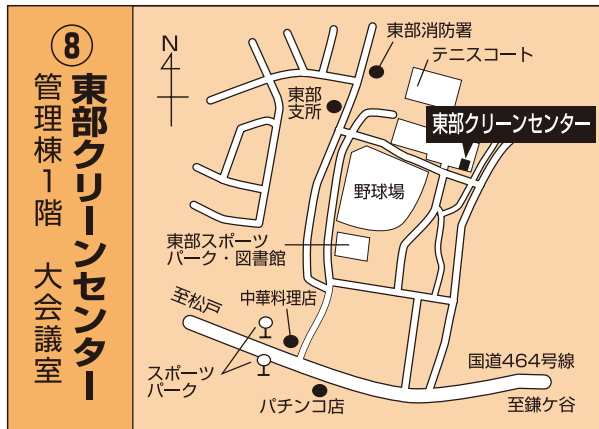 ⑧
東部クリーンセンター
管理棟1階 大会議室
N
東部消防署
テニスコート
東部
支所
東部クリーンセンター
野球場
東部スポーツ
パーク・図書館
至松戸
中華料理店
スポーツ
パーク
パチンコ店
国道464号線
至鎌ケ谷